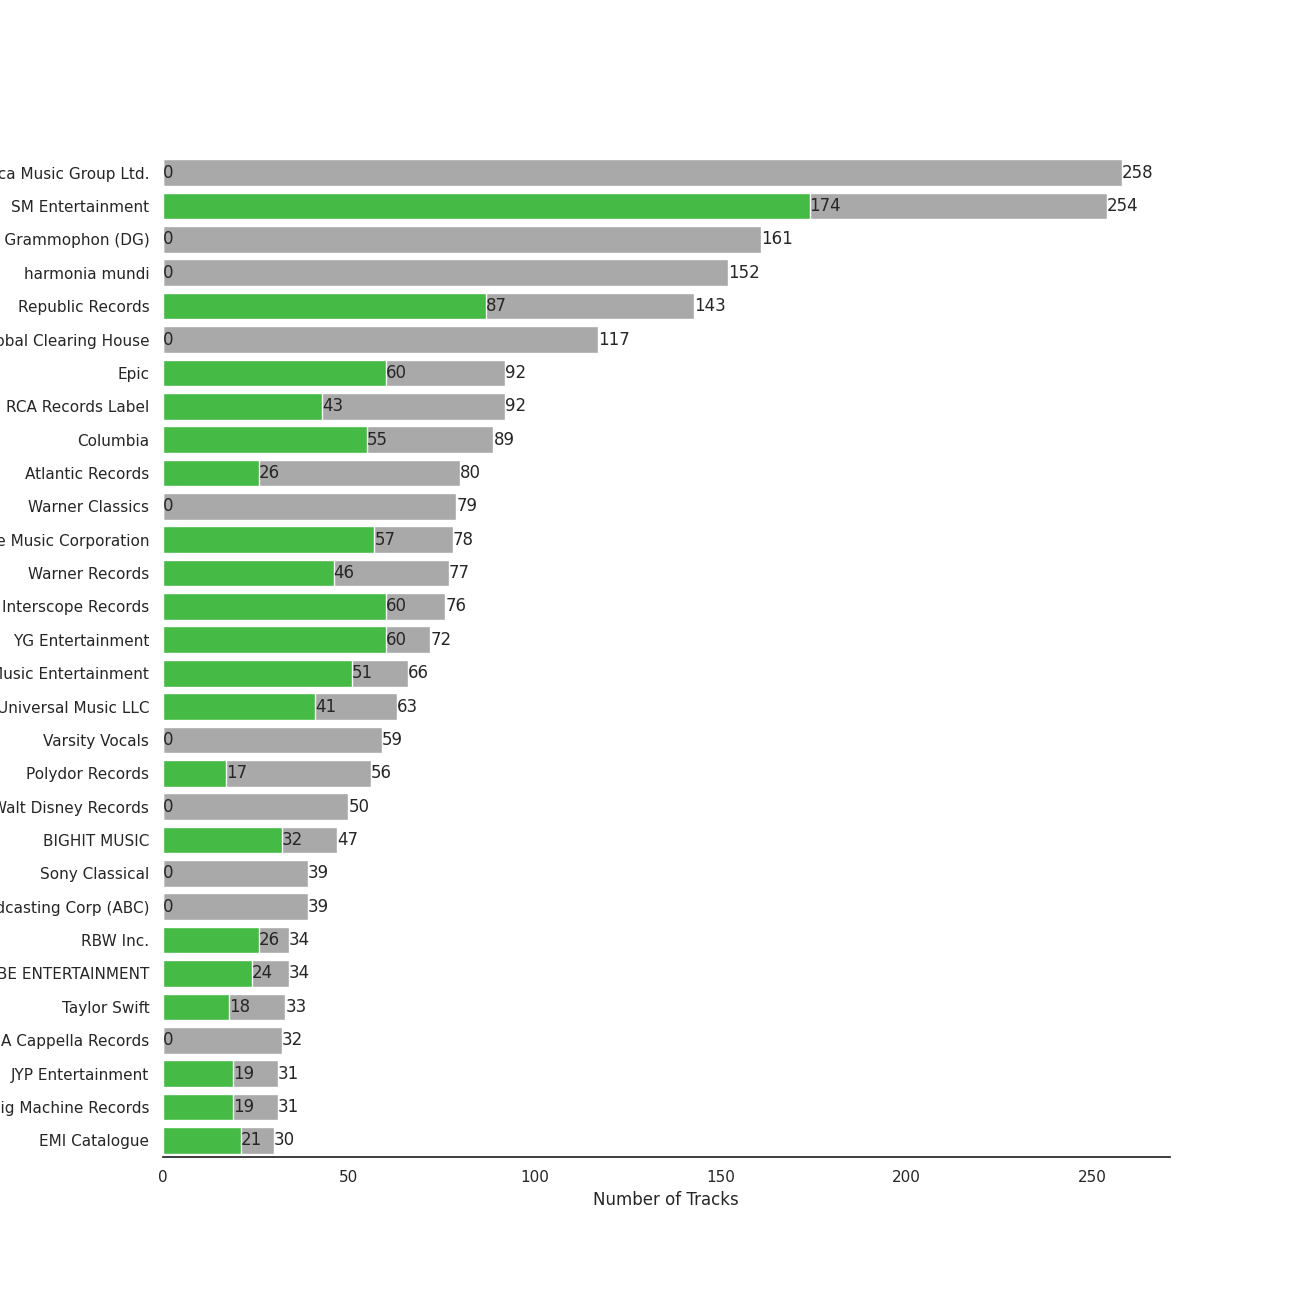 ca Music Group Ltd. 0 258
SM Entertainment 174 254
Grammophon (DG) 0 161
harmonia mundi 0 152
Republic Records 87 143
obal Clearing House 0 117
Epic 60 92
RCA Records Label 43 92
Columbia 55 89
Atlantic Records 26 80
Warner Classics 0 79
e Music Corporation 57 78
Warner Records 46 77
Interscope Records 60 76
YG Entertainment 60 72
Music Entertainment 51 66
Universal Music LLC 41 63
Varsity Vocals 0 59
Polydor Records 17 56
Walt Disney Records 0 50
BIGHIT MUSIC 32 47
Sony Classical 0 39
dcasting Corp (ABC) 0 39
RBW Inc. 26 34
BE ENTERTAINMENT 24 34
Taylor Swift 18 33
A Cappella Records 0 32
JYP Entertainment 19 31
ig Machine Records 19 31
EMI Catalogue 21 30
0 50 100 150 200 250
Number of Tracks